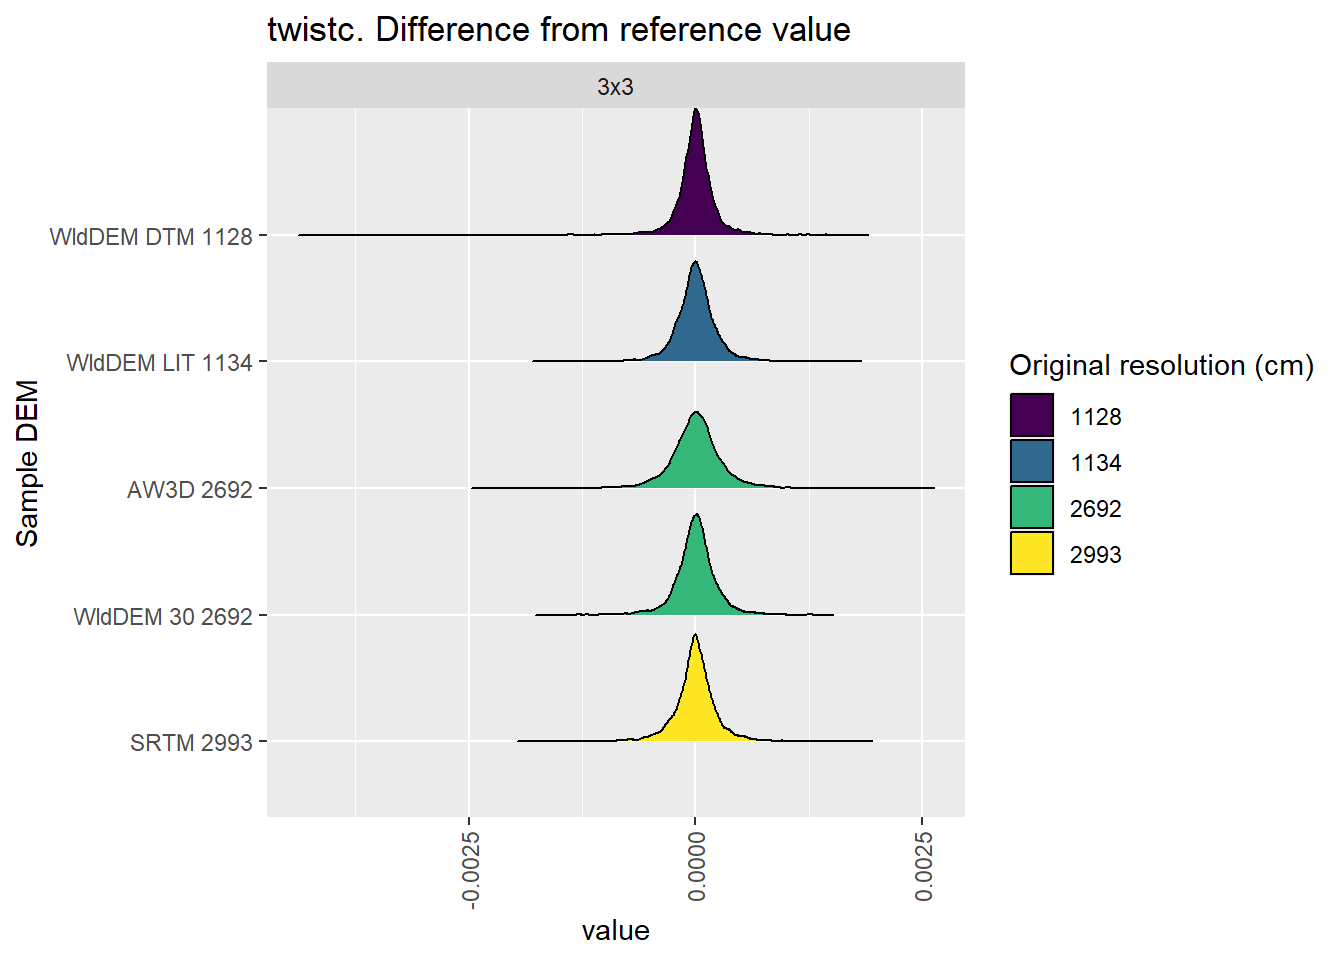 twistc. Difference from reference value
3x3
WldDEM DTM 1128
WldDEM LIT 1134
AW3D 2692
WldDEM 30 2692
SRTM 2993
Sample DEM
-0.0025
0.0000
0.0025
value
Original resolution (cm)
1128
1134
2692
2993